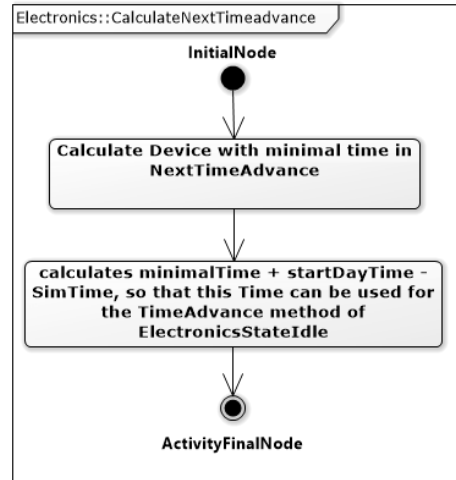 Electronics::CalculateNextTimeadvance
InitialNode
Calculate Device with minimal time in
NextTimeAdvance
calculates minimalTime + startDayTime -
SimTime, so that this Time can be used for
the TimeAdvance method of
ElectronicsStateIdle
ActivityFinalNode